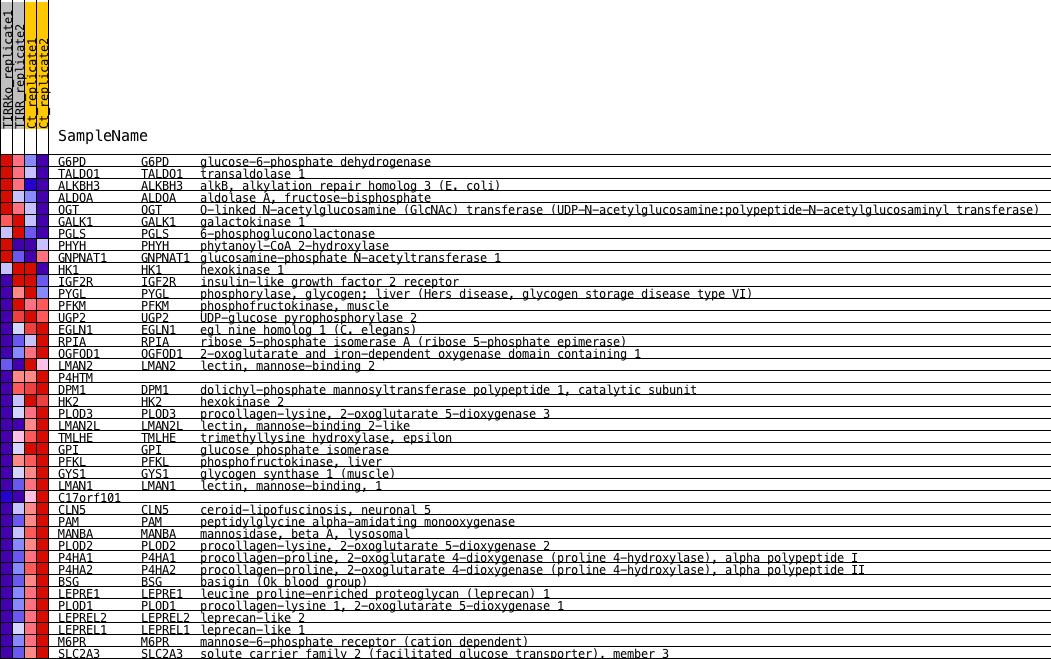 TIRRko_replicate1
TIRR_replicate2
Ct_replicate1
Ct_replicate2
SampleName
G6PD G6PD glucose-6-phosphate dehydrogenase
TALDO1 TALDO1 transaldolase 1
ALKBH3 ALKBH3 alkB, alkylation repair homolog 3 (E. coli)
ALDOA ALDOA aldolase A, fructose-bisphosphate
OGT OGT O-linked N-acetylglucosamine (GlcNAc) transferase (UDP-N-acetylglucosamine:polypeptide-N-acetylglucosaminyl transferase)
GALK1 GALK1 galactokinase 1
PGLS PGLS 6-phosphogluconolactonase
PHYH PHYH phytanoyl-CoA 2-hydroxylase
GNPNAT1 GNPNAT1 glucosamine-phosphate N-acetyltransferase 1
HK1 HK1 hexokinase 1
IGF2R IGF2R insulin-like growth factor 2 receptor
PYGL PYGL phosphorylase, glycogen; liver (Hers disease, glycogen storage disease type VI)
PFKM PFKM phosphofructokinase, muscle
UGP2 UGP2 UDP-glucose pyrophosphorylase 2
EGLN1 EGLN1 egl nine homolog 1 (C. elegans)
RPIA RPIA ribose 5-phosphate isomerase A (ribose 5-phosphate epimerase)
OGFOD1 OGFOD1 2-oxoglutarate and iron-dependent oxygenase domain containing 1
LMAN2 LMAN2 lectin, mannose-binding 2
P4HTM
DPM1 DPM1 dolichyl-phosphate mannosyltransferase polypeptide 1, catalytic subunit
HK2 HK2 hexokinase 2
PLOD3 PLOD3 procollagen-lysine, 2-oxoglutarate 5-dioxygenase 3
LMAN2L LMAN2L lectin, mannose-binding 2-like
TMLHE TMLHE trimethyllysine hydroxylase, epsilon
GPI GPI glucose phosphate isomerase
PFKL PFKL phosphofructokinase, liver
GYS1 GYS1 glycogen synthase 1 (muscle)
LMAN1 LMAN1 lectin, mannose-binding, 1
C17orf101
CLN5 CLN5 ceroid-lipofuscinosis, neuronal 5
PAM PAM peptidylglycine alpha-amidating monooxygenase
MANBA MANBA mannosidase, beta A, lysosomal
PLOD2 PLOD2 procollagen-lysine, 2-oxoglutarate 5-dioxygenase 2
P4HA1 P4HA1 procollagen-proline, 2-oxoglutarate 4-dioxygenase (proline 4-hydroxylase), alpha polypeptide I
P4HA2 P4HA2 procollagen-proline, 2-oxoglutarate 4-dioxygenase (proline 4-hydroxylase), alpha polypeptide II
BSG BSG basigin (Ok blood group)
LEPRE1 LEPRE1 leucine proline-enriched proteoglycan (leprecan) 1
PLOD1 PLOD1 procollagen-lysine 1, 2-oxoglutarate 5-dioxygenase 1
LEPREL2 LEPREL2 leprecan-like 2
LEPREL1 LEPREL1 leprecan-like 1
M6PR M6PR mannose-6-phosphate receptor (cation dependent)
SLC2A3 SLC2A3 solute carrier family 2 (facilitated glucose transporter), member 3